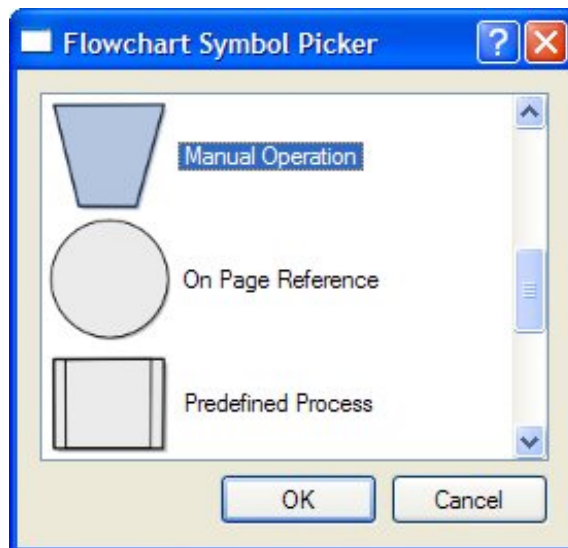 Flowchart Symbol Picker
Manual Operation
On Page Reference
Predefined Process
OK
Cancel